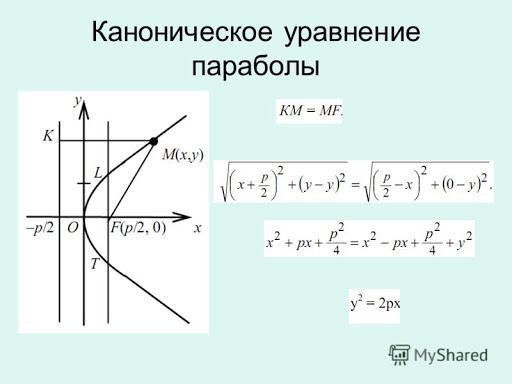 Каноническое уравнение
параболы
y
K
M(x,y)
L
−p/2 O F(p/2, 0) x
T
KM = MF.
√((x + p/2)² + (y − y)²) = √((p/2 − x)² + (0 − y)²).
x² + px + p²/4 = x² − px + p²/4 + y²
y² = 2px
MyShared